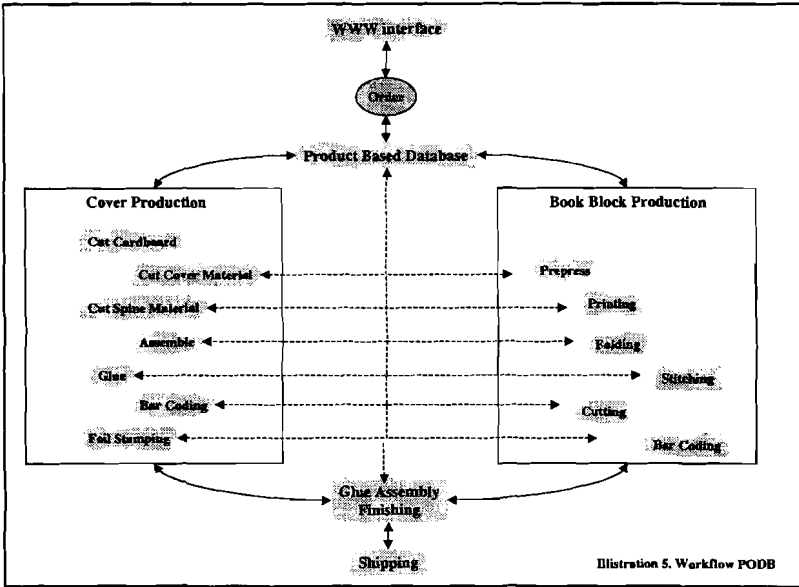 WWW interface
Order
Product Based Database
Cover Production
Cut Cardboard
Cut Cover Material
Cut Spine Material
Assemble
Glue
Bar Coding
Foil Stamping
Book Block Production
Prepress
Printing
Folding
Stitching
Cutting
Bar Coding
Glue Assembly
Finishing
Shipping
Illistration 5. Workflow PODB